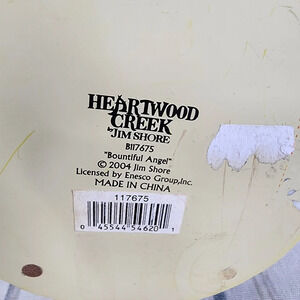 HEARTWOOD
CREEK
by JIM SHORE
B117675
"Bountiful Angel"
© 2004 Jim Shore
Licensed by Enesco Group, Inc.
MADE IN CHINA
117675
0 45544 54620 1